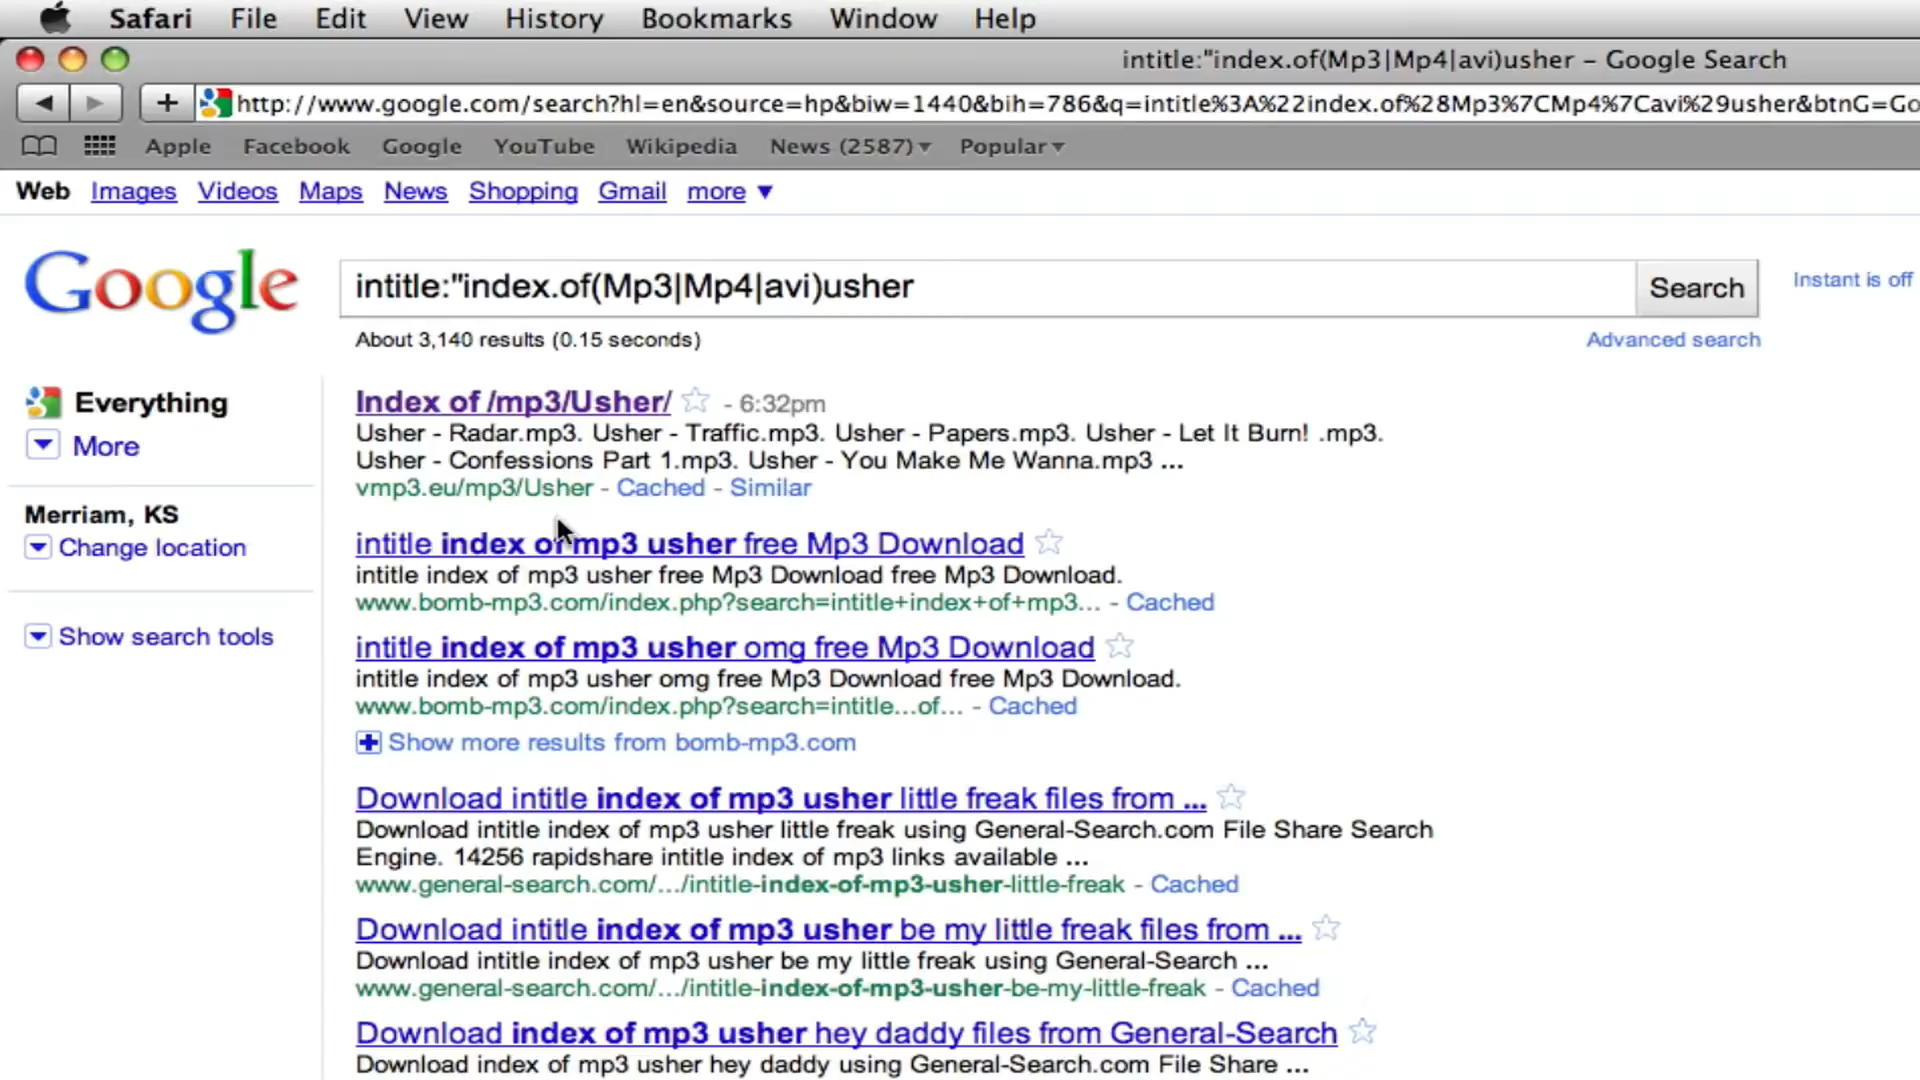 Safari File Edit View History Bookmarks Window Help
intitle:"index.of(Mp3|Mp4|avi)usher – Google Search
http://www.google.com/search?hl=en&source=hp&biw=1440&bih=786&q=intitle%3A%22index.of%28Mp3%7CMp4%7Cavi%29usher&btnG=Go
Apple Facebook Google YouTube Wikipedia News (2587)▾ Popular▾
Web Images Videos Maps News Shopping Gmail more ▼
Google
intitle:"index.of(Mp3|Mp4|avi)usher
Search
Instant is off
About 3,140 results (0.15 seconds)
Advanced search
Everything
More
Merriam, KS
Change location
Show search tools
Index of /mp3/Usher/ - 6:32pm
Usher - Radar.mp3. Usher - Traffic.mp3. Usher - Papers.mp3. Usher - Let It Burn! .mp3.
Usher - Confessions Part 1.mp3. Usher - You Make Me Wanna.mp3 ...
vmp3.eu/mp3/Usher - Cached - Similar
intitle index of mp3 usher free Mp3 Download
intitle index of mp3 usher free Mp3 Download free Mp3 Download.
www.bomb-mp3.com/index.php?search=intitle+index+of+mp3... - Cached
intitle index of mp3 usher omg free Mp3 Download
intitle index of mp3 usher omg free Mp3 Download free Mp3 Download.
www.bomb-mp3.com/index.php?search=intitle...of... - Cached
Show more results from bomb-mp3.com
Download intitle index of mp3 usher little freak files from ...
Download intitle index of mp3 usher little freak using General-Search.com File Share Search
Engine. 14256 rapidshare intitle index of mp3 links available ...
www.general-search.com/.../intitle-index-of-mp3-usher-little-freak - Cached
Download intitle index of mp3 usher be my little freak files from ...
Download intitle index of mp3 usher be my little freak using General-Search ...
www.general-search.com/.../intitle-index-of-mp3-usher-be-my-little-freak - Cached
Download index of mp3 usher hey daddy files from General-Search
Download index of mp3 usher hey daddy using General-Search.com File Share ...